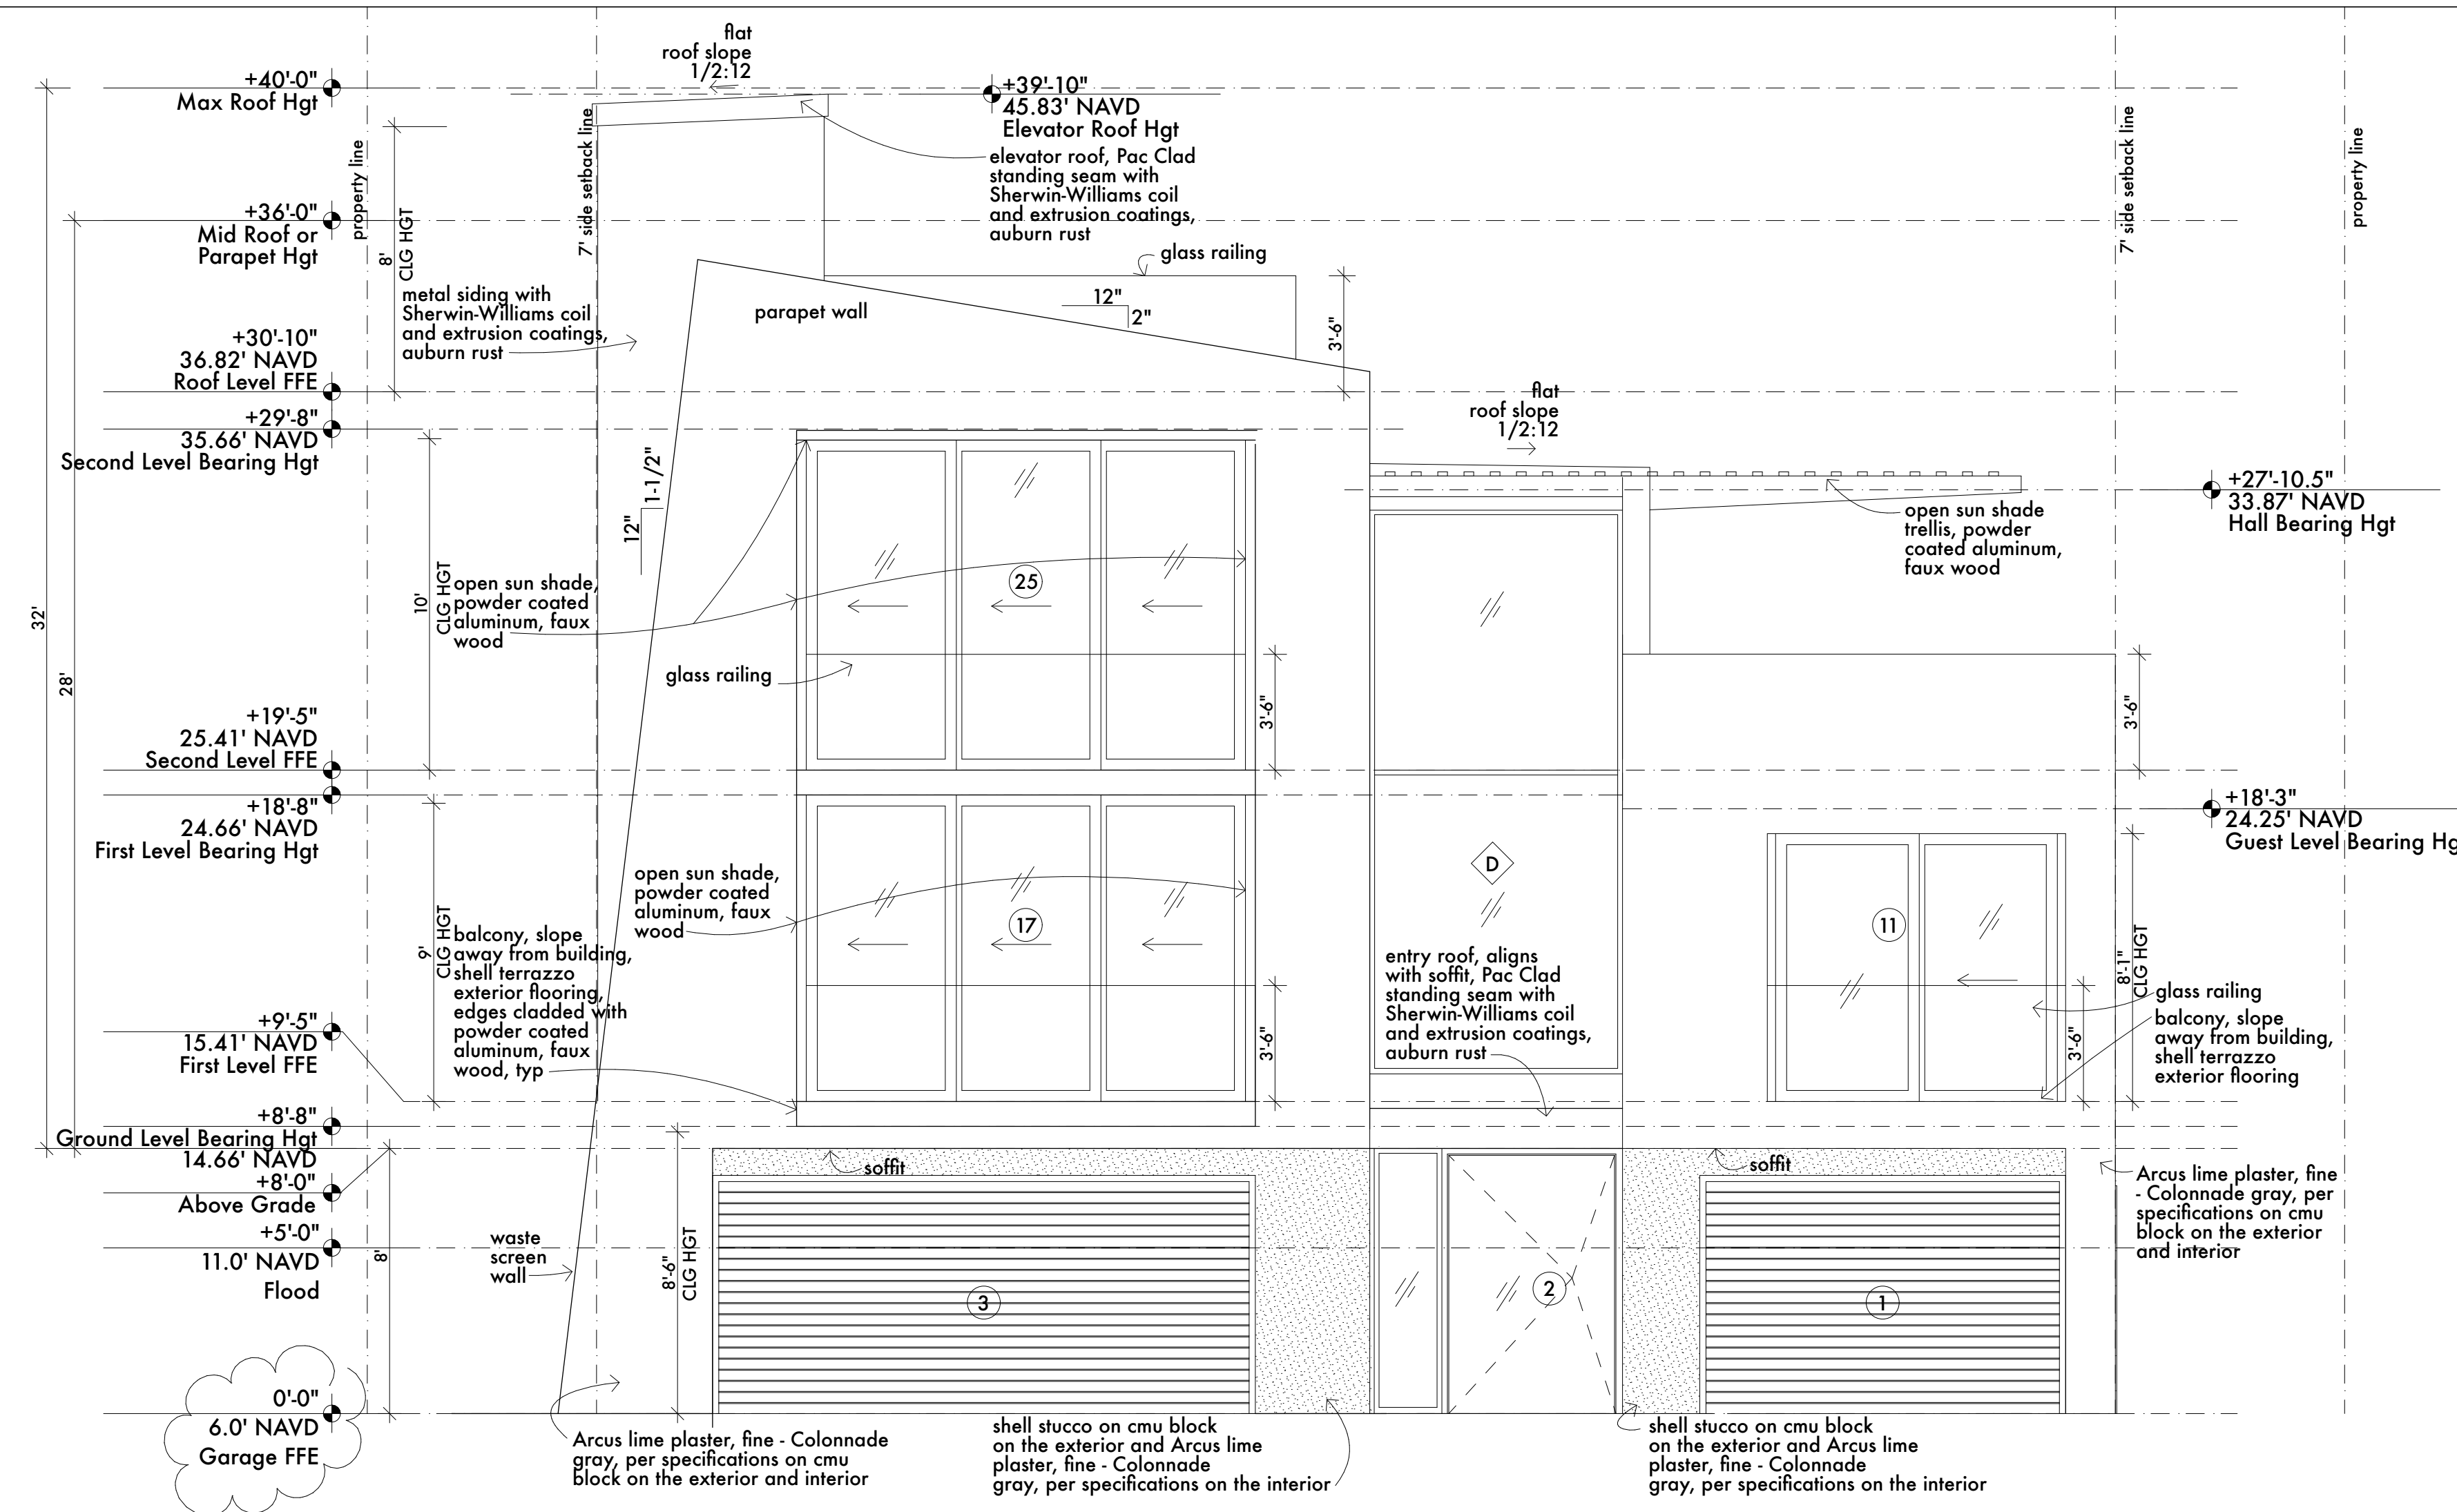 flat
roof slope
1/2:12
+40'-0"
Max Roof Hgt
+39'-10"
45.83' NAVD
Elevator Roof Hgt
elevator roof, Pac Clad
standing seam with
Sherwin-Williams coil
and extrusion coatings,
auburn rust
property line
7' side setback line
7' side setback line
property line
+36'-0"
Mid Roof or
Parapet Hgt
8'
CLG HGT
glass railing
metal siding with
Sherwin-Williams coil
and extrusion coatings,
auburn rust
parapet wall
12"
2"
3'-6"
+30'-10"
36.82' NAVD
Roof Level FFE
+29'-8"
35.66' NAVD
Second Level Bearing Hgt
flat
roof slope
1/2:12
+27'-10.5"
33.87' NAVD
Hall Bearing Hgt
open sun shade
trellis, powder
coated aluminum,
faux wood
1-1/2"
12"
32'
28'
10'
CLG HGT
open sun shade,
powder coated
aluminum, faux
wood
25
glass railing
3'-6"
3'-6"
+19'-5"
25.41' NAVD
Second Level FFE
+18'-8"
24.66' NAVD
First Level Bearing Hgt
+18'-3"
24.25' NAVD
Guest Level Bearing Hg
open sun shade,
powder coated
aluminum, faux
wood
17
D
11
9'
CLG HGT
balcony, slope
away from building,
shell terrazzo
exterior flooring,
edges cladded with
powder coated
aluminum, faux
wood, typ
3'-6"
entry roof, aligns
with soffit, Pac Clad
standing seam with
Sherwin-Williams coil
and extrusion coatings,
auburn rust
8'-1"
CLG HGT
3'-6"
glass railing
balcony, slope
away from building,
shell terrazzo
exterior flooring
+9'-5"
15.41' NAVD
First Level FFE
+8'-8"
Ground Level Bearing Hgt
14.66' NAVD
+8'-0"
Above Grade
soffit
soffit
Arcus lime plaster, fine
- Colonnade gray, per
specifications on cmu
block on the exterior
and interior
+5'-0"
11.0' NAVD
Flood
8'
waste
screen
wall
8'-6"
CLG HGT
3
2
1
0'-0"
6.0' NAVD
Garage FFE
Arcus lime plaster, fine - Colonnade
gray, per specifications on cmu
block on the exterior and interior
shell stucco on cmu block
on the exterior and Arcus lime
plaster, fine - Colonnade
gray, per specifications on the interior
shell stucco on cmu block
on the exterior and Arcus lime
plaster, fine - Colonnade
gray, per specifications on the interior